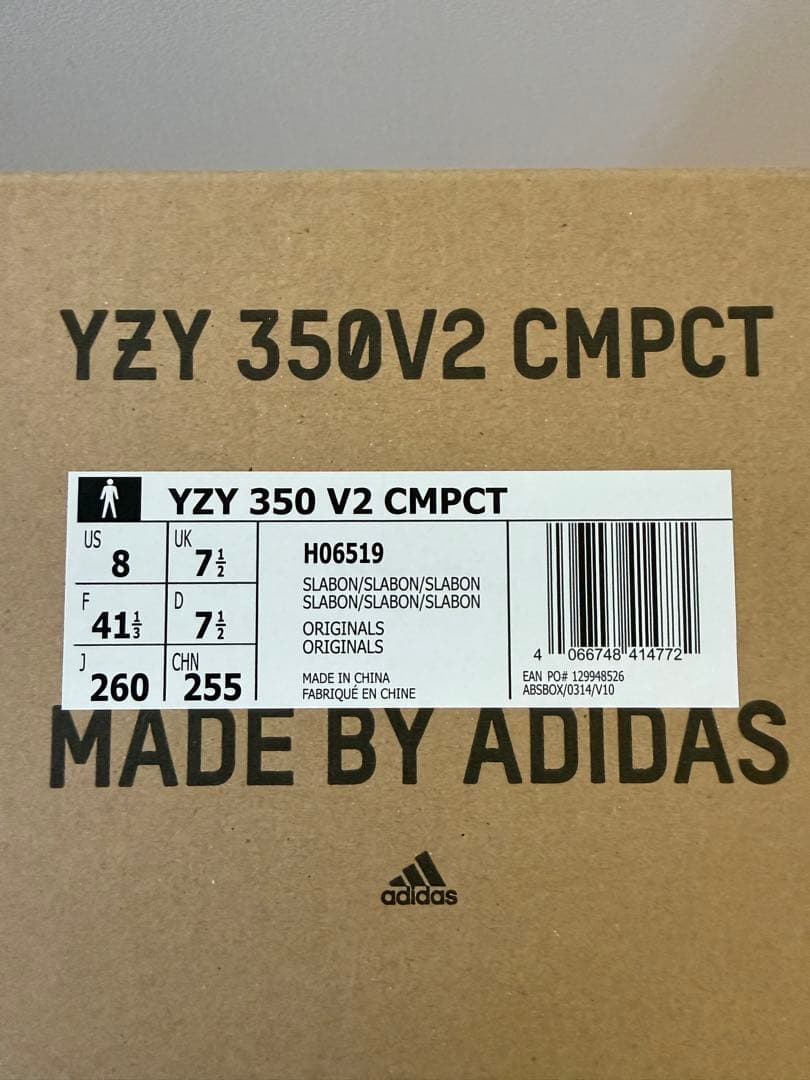 YZY 350V2 CMPCT
YZY 350 V2 CMPCT
US 8
UK 7½
F 41⅓
D 7½
J 260
CHN 255
H06519
SLABON/SLABON/SLABON
SLABON/SLABON/SLABON
ORIGINALS
ORIGINALS
MADE IN CHINA
FABRIQUÉ EN CHINE
4 066748 414772
EAN PO# 129948526
ABSBOX/0314/V10
MADE BY ADIDAS
adidas